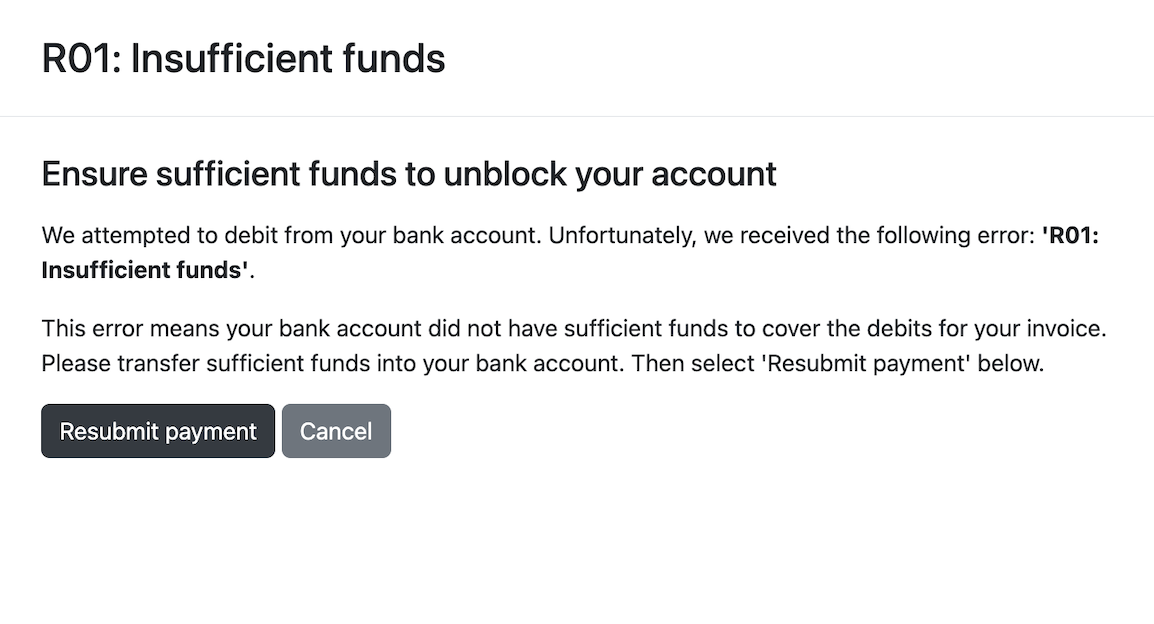 R01: Insufficient funds
Ensure sufficient funds to unblock your account
We attempted to debit from your bank account. Unfortunately, we received the following error: 'R01:
Insufficient funds'.
This error means your bank account did not have sufficient funds to cover the debits for your invoice.
Please transfer sufficient funds into your bank account. Then select 'Resubmit payment' below.
Resubmit payment Cancel